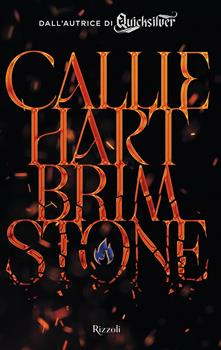 DALL'AUTRICE DI Quicksilver
CALLIE
HART
BRIM
STONE
Rizzoli